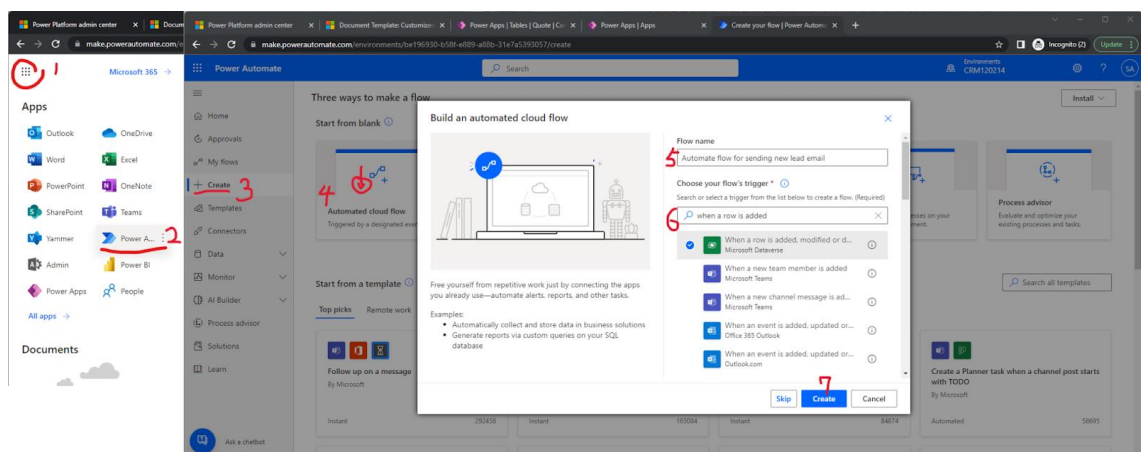 Power Platform admin center
Docum
make.powerautomate.com/e
1
Microsoft 365
Apps
Outlook
OneDrive
Word
Excel
PowerPoint
OneNote
SharePoint
Teams
Yammer
Power A...
2
Admin
Power BI
Power Apps
People
All apps
Documents
Power Platform admin center
Document Template: Customize
Power Apps | Tables | Quote | Co
Power Apps | Apps
Create your flow | Power Autom
make.powerautomate.com/environments/be196930-b58f-e889-a88b-31e7a5393057/create
Incognito (2)
Update
Power Automate
Search
Environments
CRM120214
SA
Home
Approvals
My flows
Create
3
Templates
Connectors
Data
Monitor
AI Builder
Process advisor
Solutions
Learn
Ask a chatbot
Three ways to make a flow
Install
Start from blank
4
Automated cloud flow
Triggered by a designated even
Process advisor
Evaluate and optimize your
existing processes and tasks.
Start from a template
Search all templates
Top picks
Remote work
Follow up on a message
By Microsoft
Instant
292456
Instant
165084
Instant
84674
Create a Planner task when a channel post starts
with TODO
By Microsoft
Automated
56695
Build an automated cloud flow
Free yourself from repetitive work just by connecting the apps
you already use—automate alerts, reports, and other tasks.
Examples:
• Automatically collect and store data in business solutions
• Generate reports via custom queries on your SQL
database
Flow name
5
Automate flow for sending new lead email
Choose your flow's trigger *
Search or select a trigger from the list below to create a flow. (Required)
6
when a row is added
When a row is added, modified or d...
Microsoft Dataverse
When a new team member is added
Microsoft Teams
When a new channel message is ad...
Microsoft Teams
When an event is added, updated or...
Office 365 Outlook
When an event is added, updated or...
Outlook.com
7
Skip
Create
Cancel